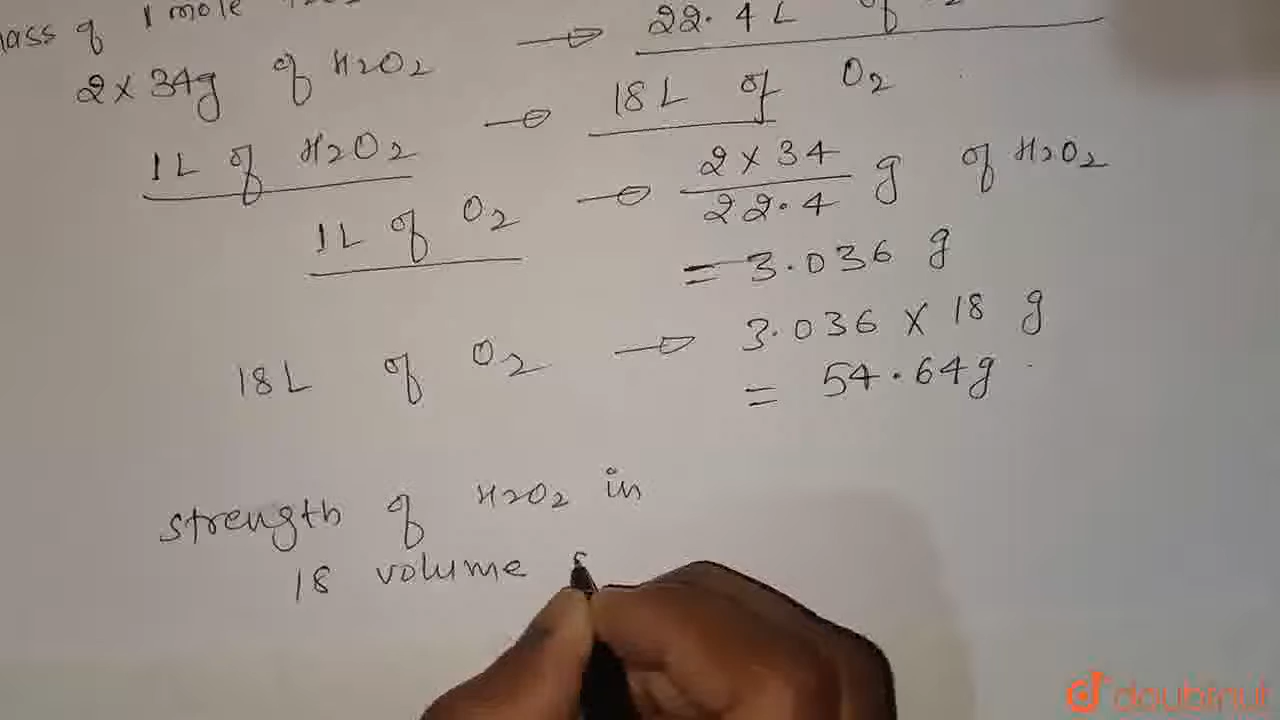 mass of 1 mole
22.4 L of
2 × 34g of H2O2 →
1L of H2O2 → 18L of O2
1L of O2 → 2 × 34 / 22.4 g of H2O2
= 3.036 g
18L of O2 → 3.036 × 18 g
= 54.64g
strength of H2O2 in
18 volume
doubtnut